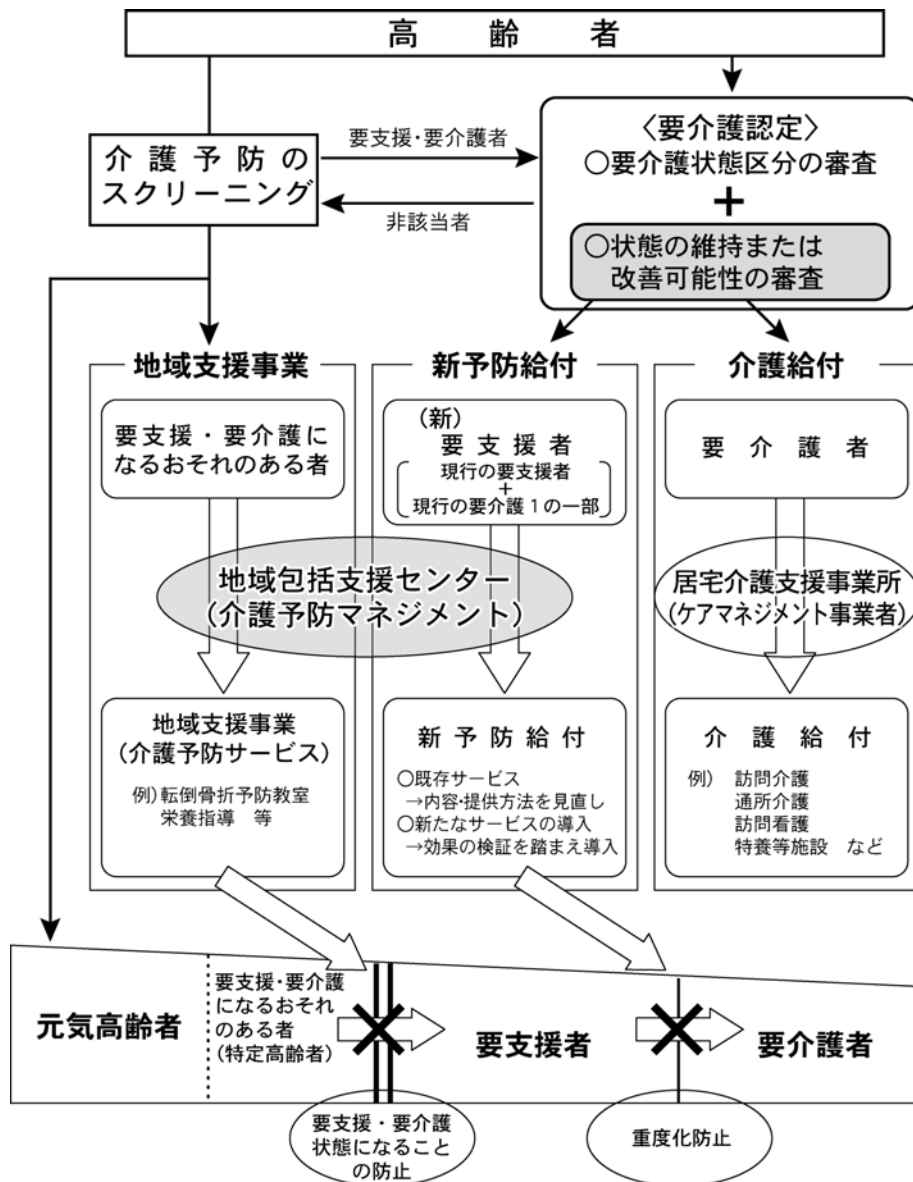 高齢者
介護予防の
スクリーニング
要支援・要介護者
非該当者
〈要介護認定〉
○要介護状態区分の審査
+
○状態の維持または
改善可能性の審査
地域支援事業
要支援・要介護に
なるおそれのある者
新予防給付
(新)
要支援者
現行の要支援者
+
現行の要介護1の一部
介護給付
要介護者
地域包括支援センター
(介護予防マネジメント)
居宅介護支援事業所
(ケアマネジメント事業者)
地域支援事業
(介護予防サービス)
例)転倒骨折予防教室
栄養指導 等
新予防給付
○既存サービス
→内容・提供方法を見直し
○新たなサービスの導入
→効果の検証を踏まえ導入
介護給付
例) 訪問介護
通所介護
訪問看護
特養等施設 など
元気高齢者
要支援・要介護
になるおそれ
のある者
(特定高齢者)
要支援者
要介護者
要支援・要介護
状態になること
の防止
重度化防止